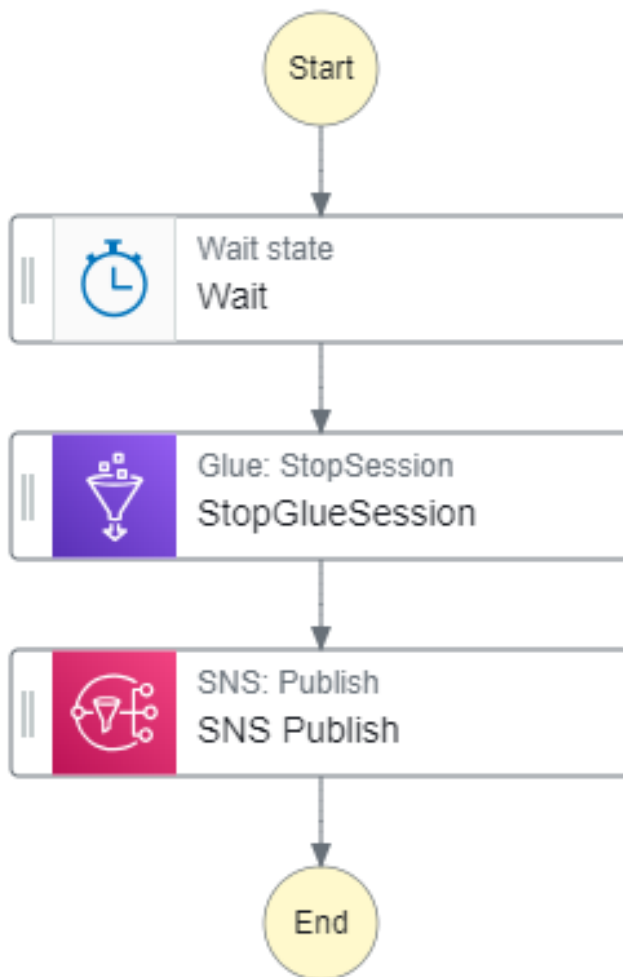 Start
Wait state
Wait
Glue: StopSession
StopGlueSession
SNS: Publish
SNS Publish
End